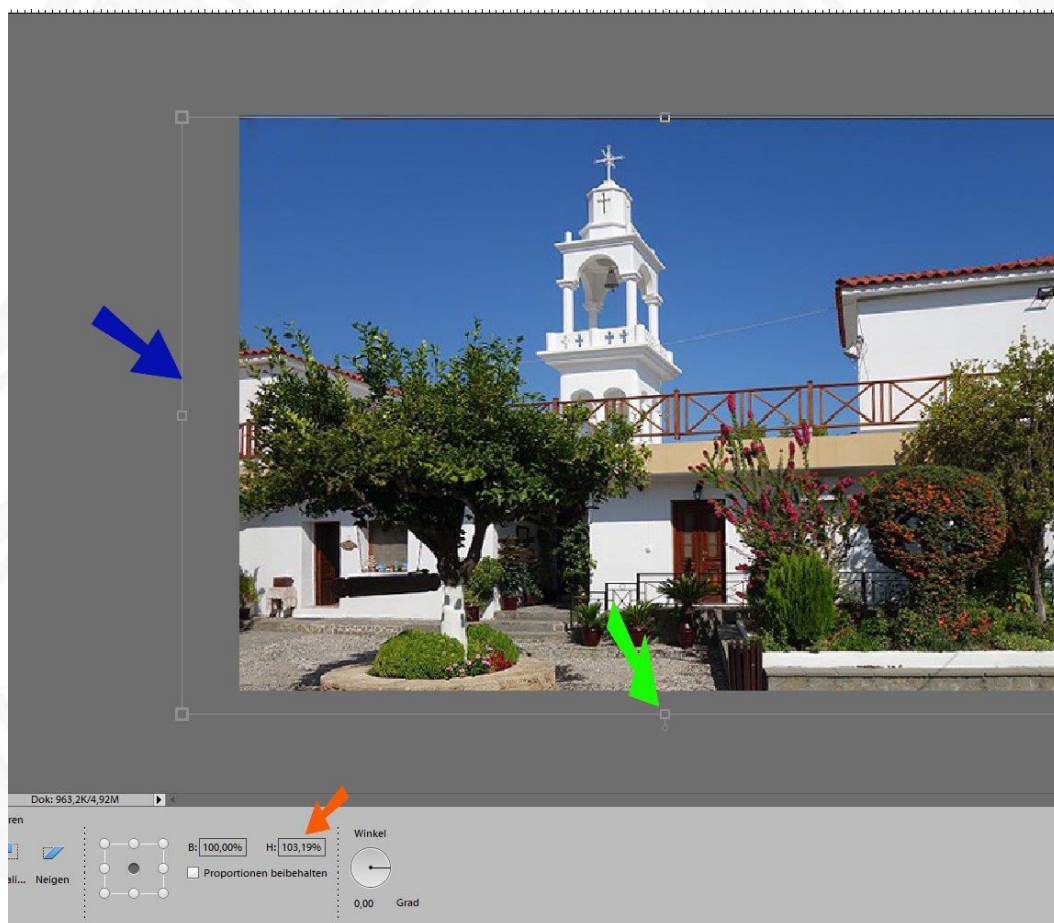 Dok: 963,2K/4,92M
ren
B: 100,00% H: 103,19%
Winkel
ali... Neigen
Proportionen beibehalten
0,00 Grad